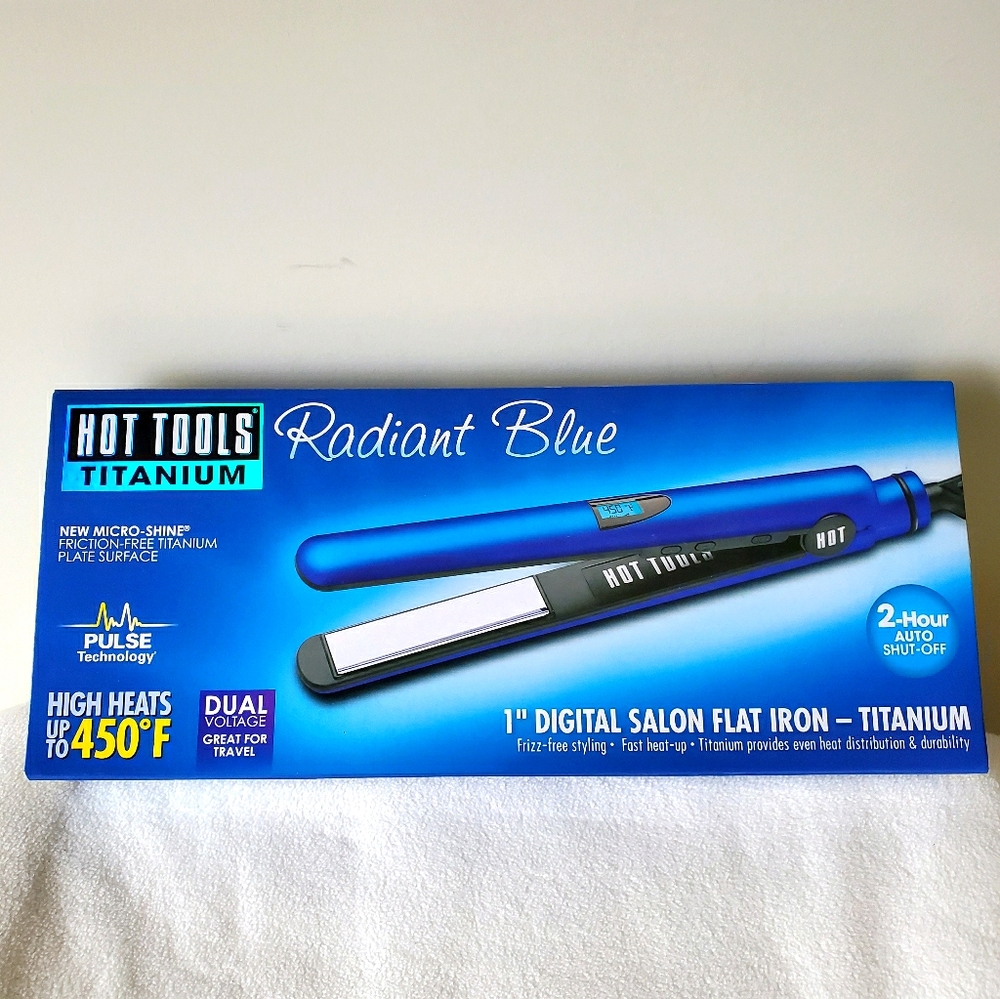 HOT TOOLS®
TITANIUM
Radiant Blue
NEW MICRO-SHINE®
FRICTION-FREE TITANIUM
PLATE SURFACE
PULSE
Technology
HIGH HEATS
UP TO 450°F
DUAL
VOLTAGE
GREAT FOR
TRAVEL
450°F
HOT TOOLS
HOT
2-Hour
AUTO
SHUT-OFF
1" DIGITAL SALON FLAT IRON – TITANIUM
Frizz-free styling • Fast heat-up • Titanium provides even heat distribution & durability